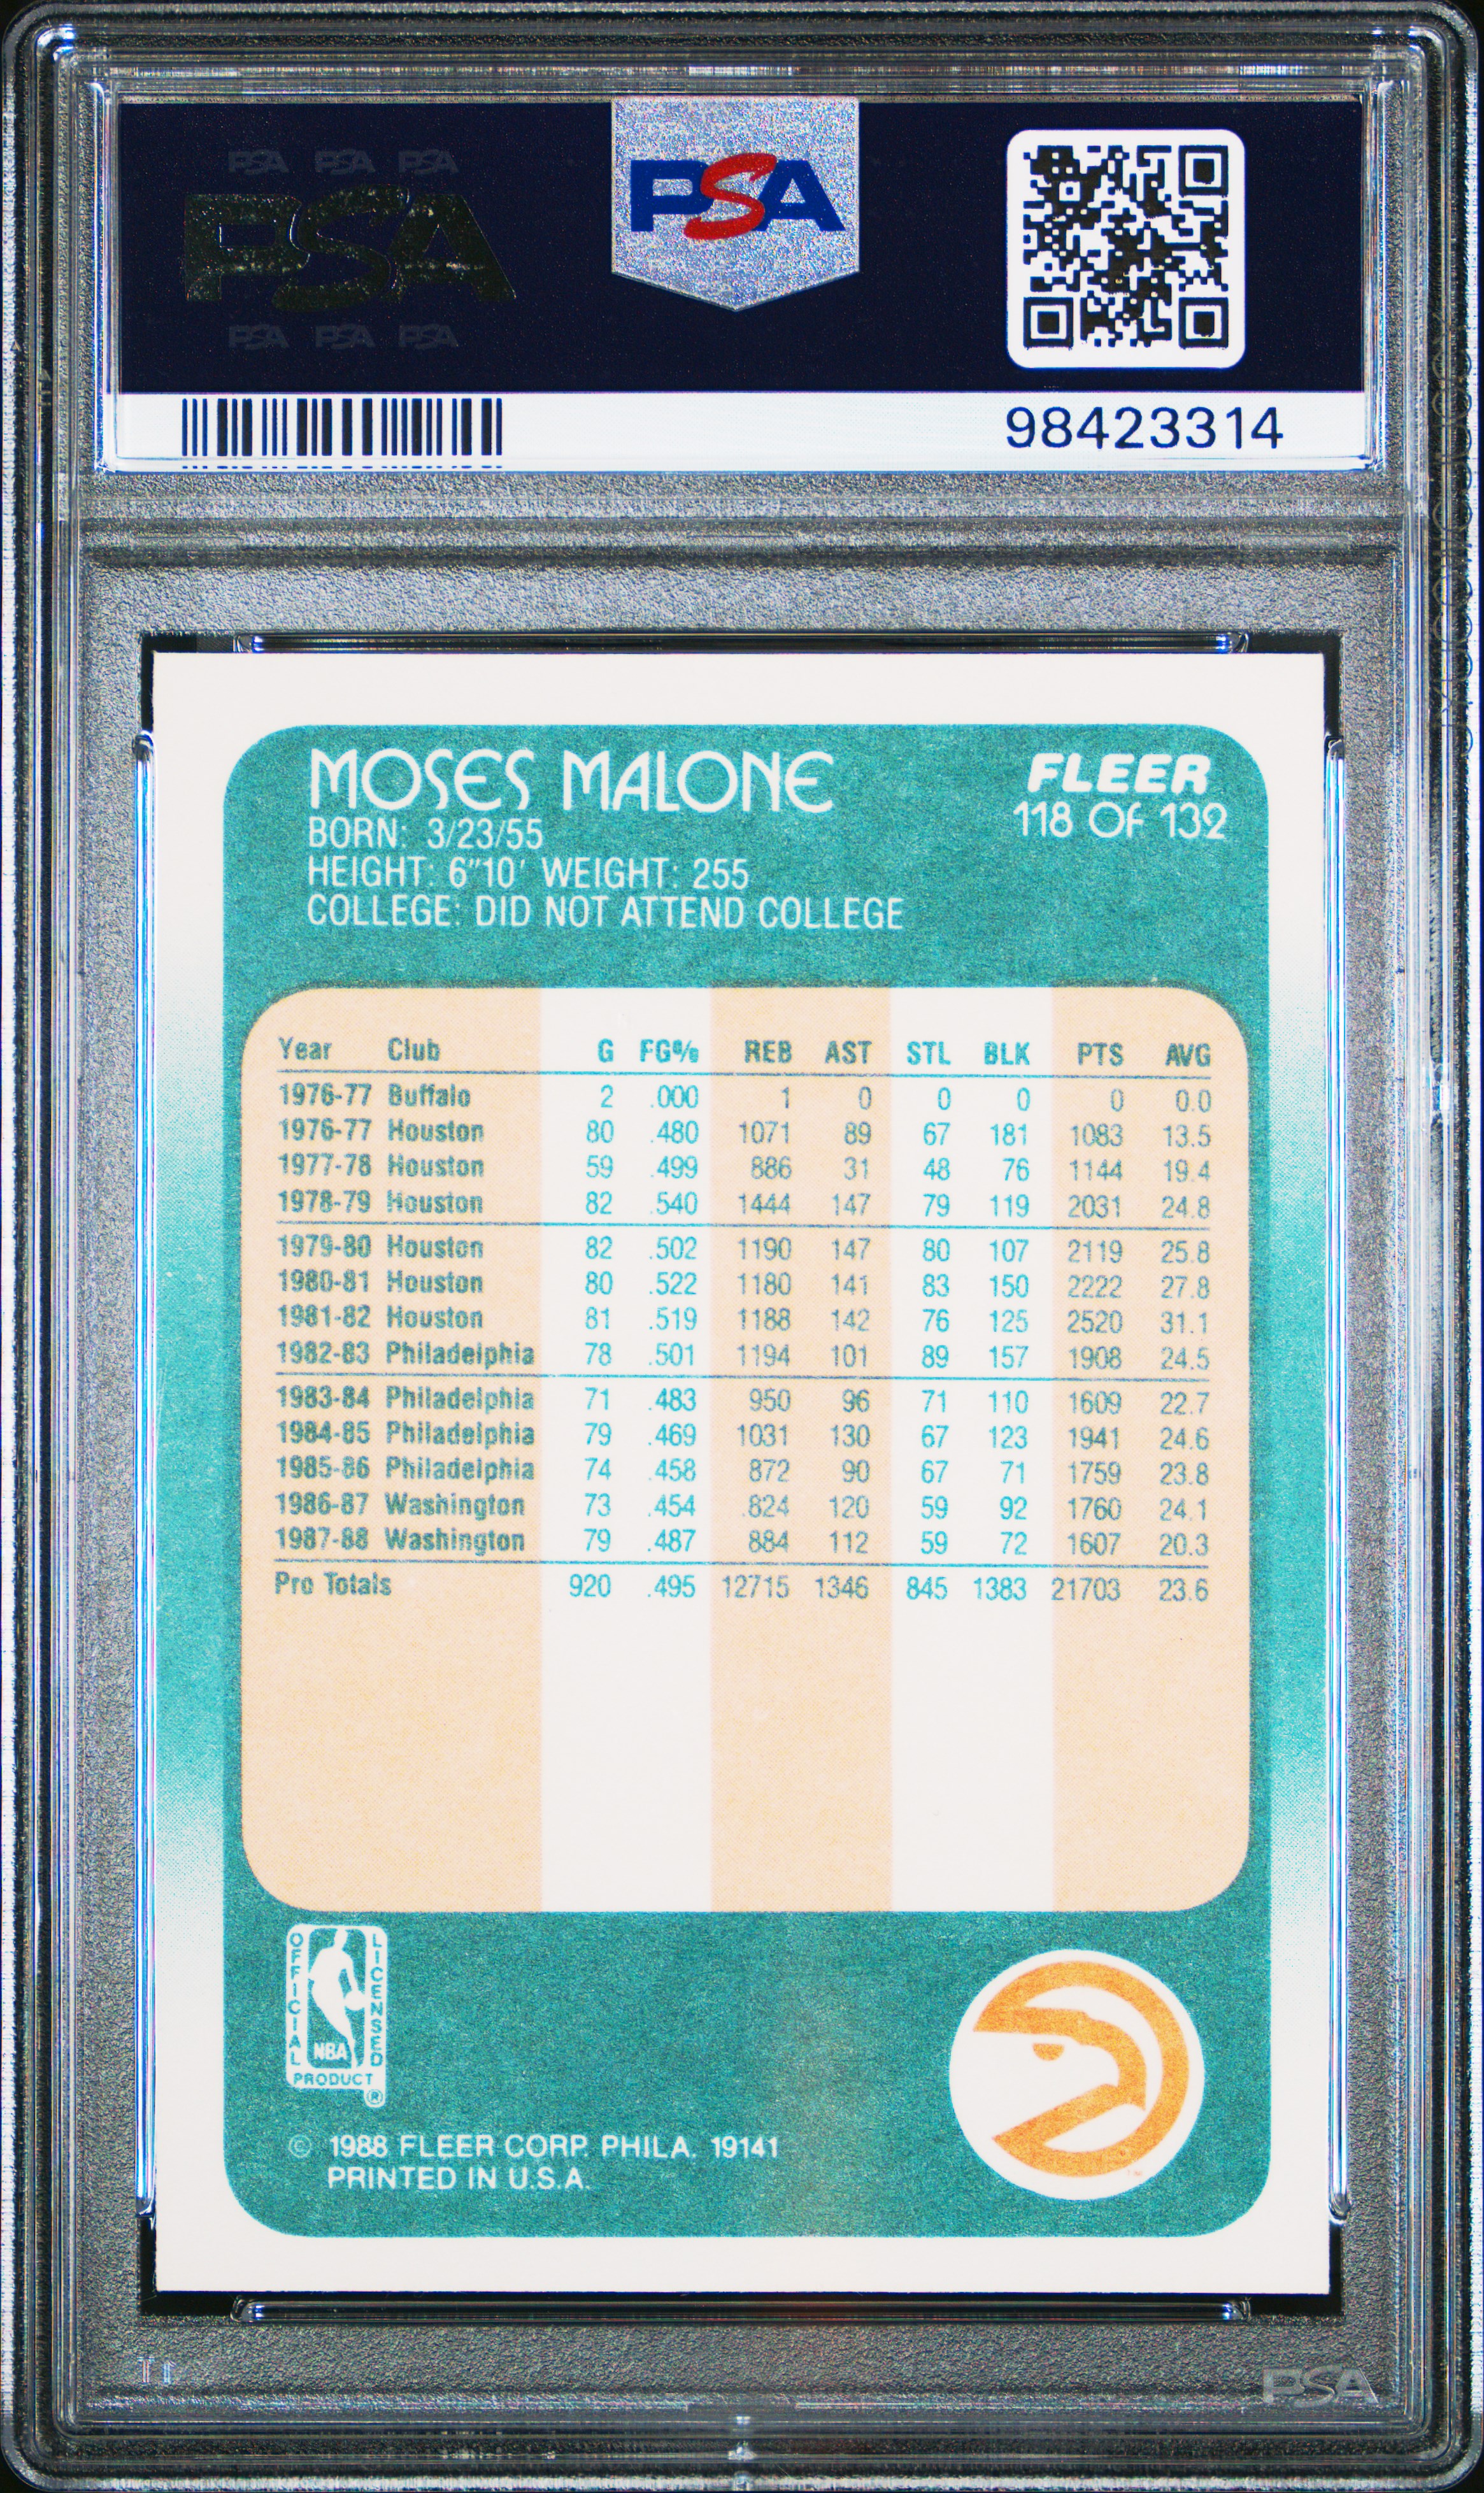 PSA PSA PSA
PSA
PSA PSA PSA
PSA
98423314
MOSES MALONE
FLEER
118 OF 132
BORN: 3/23/55
HEIGHT: 6"10' WEIGHT: 255
COLLEGE: DID NOT ATTEND COLLEGE
Year Club G FG% REB AST STL BLK PTS AVG
1976-77 Buffalo 2 .000 1 0 0 0 0 0.0
1976-77 Houston 80 .480 1071 89 67 181 1083 13.5
1977-78 Houston 59 .499 886 31 48 76 1144 19.4
1978-79 Houston 82 .540 1444 147 79 119 2031 24.8
1979-80 Houston 82 .502 1190 147 80 107 2119 25.8
1980-81 Houston 80 .522 1180 141 83 150 2222 27.8
1981-82 Houston 81 .519 1188 142 76 125 2520 31.1
1982-83 Philadelphia 78 .501 1194 101 89 157 1908 24.5
1983-84 Philadelphia 71 .483 950 96 71 110 1609 22.7
1984-85 Philadelphia 79 .469 1031 130 67 123 1941 24.6
1985-86 Philadelphia 74 .458 872 90 67 71 1759 23.8
1986-87 Washington 73 .454 .824 120 59 92 1760 24.1
1987-88 Washington 79 .487 884 112 59 72 1607 20.3
Pro Totals 920 .495 12715 1346 845 1383 21703 23.6
OFFICIAL LICENSED
NBA
PRODUCT
®
© 1988 FLEER CORP. PHILA. 19141
PRINTED IN U.S.A.
PSA